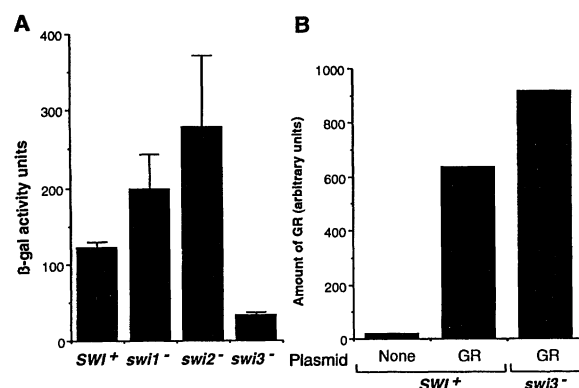 A
β-gal activity units
400
300
200
100
0
SWI + swi1 - swi2 - swi3 -
B
Amount of GR (arbitrary units)
1000
800
600
400
200
0
Plasmid None GR GR
SWI + swi3 -